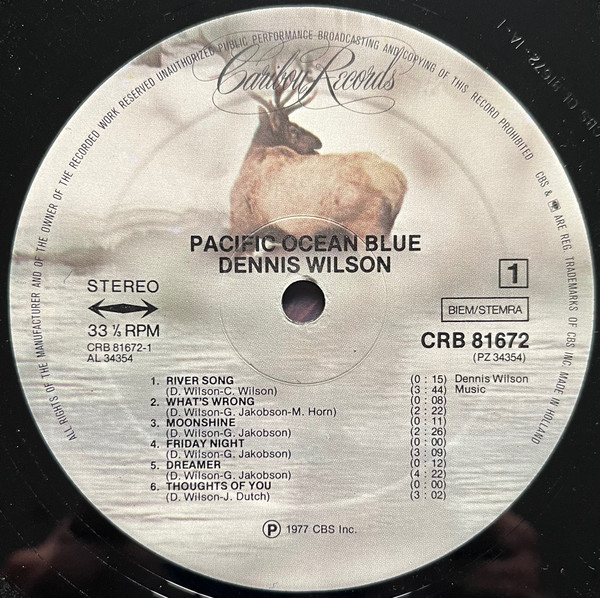 ALL RIGHTS OF THE MANUFACTURER AND OF THE OWNER OF THE RECORDED WORK RESERVED UNAUTHORIZED PUBLIC PERFORMANCE BROADCASTING AND COPYING OF THIS RECORD PROHIBITED CBS & ARE REG. TRADEMARKS OF CBS INC. MADE IN HOLLAND
Caribou Records
PACIFIC OCEAN BLUE
DENNIS WILSON
STEREO
33 ⅓ RPM
CRB 81672-1
AL 34354
1
BIEM/STEMRA
CRB 81672
(PZ 34354)
1. RIVER SONG (0 : 15) Dennis Wilson
(D. Wilson-C. Wilson) (3 : 44) Music
2. WHAT'S WRONG (0 : 08)
(D. Wilson-G. Jakobson-M. Horn) (2 : 22)
3. MOONSHINE (0 : 11)
(D. Wilson-G. Jakobson) (2 : 26)
4. FRIDAY NIGHT (0 : 00)
(D. Wilson-G. Jakobson) (3 : 09)
5. DREAMER (0 : 12)
(D. Wilson-G. Jakobson) (4 : 22)
6. THOUGHTS OF YOU (0 : 00)
(D. Wilson-J. Dutch) (3 : 02)
Ⓟ 1977 CBS Inc.